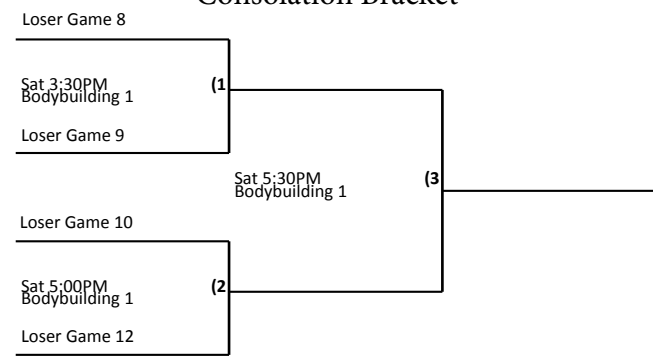 Consolation Bracket
Loser Game 8
Sat 3:30PM
Bodybuilding 1
(1
Loser Game 9
Sat 5:30PM
Bodybuilding 1
(3
Loser Game 10
Sat 5:00PM
Bodybuilding 1
(2
Loser Game 12